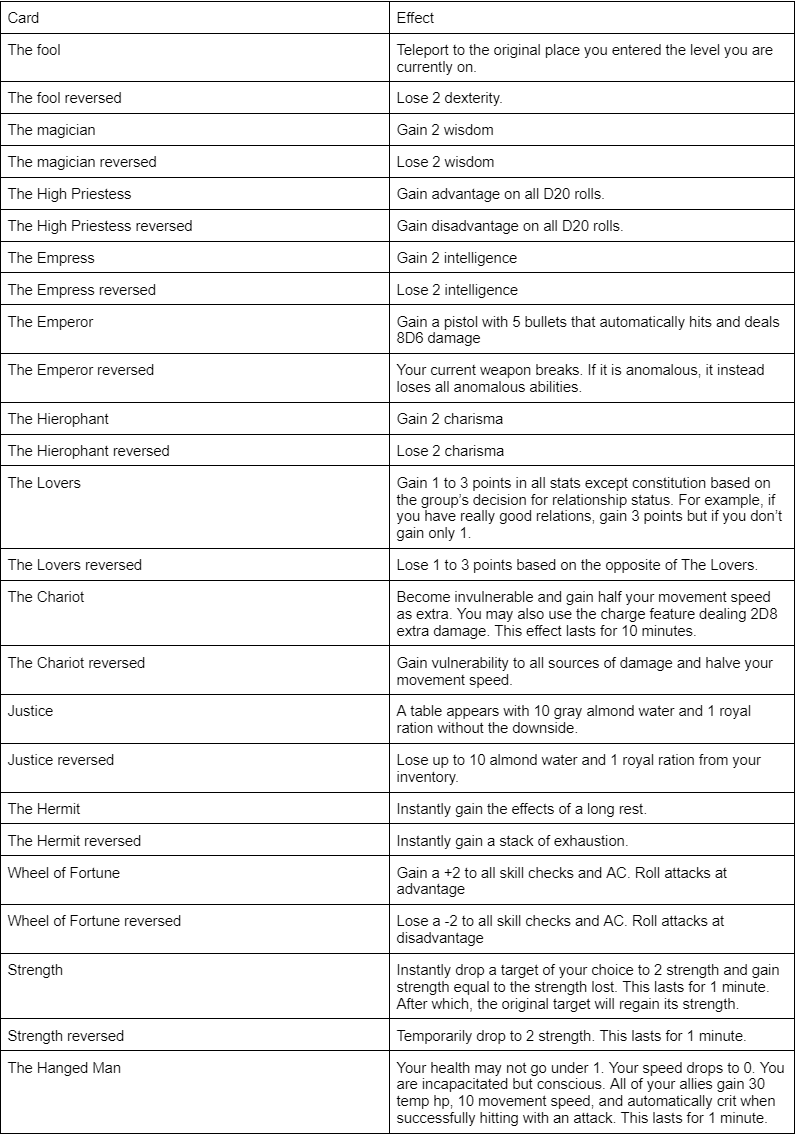 Card
Effect
The fool
Teleport to the original place you entered the level you are
currently on.
The fool reversed
Lose 2 dexterity.
The magician
Gain 2 wisdom
The magician reversed
Lose 2 wisdom
The High Priestess
Gain advantage on all D20 rolls.
The High Priestess reversed
Gain disadvantage on all D20 rolls.
The Empress
Gain 2 intelligence
The Empress reversed
Lose 2 intelligence
The Emperor
Gain a pistol with 5 bullets that automatically hits and deals
8D6 damage
The Emperor reversed
Your current weapon breaks. If it is anomalous, it instead
loses all anomalous abilities.
The Hierophant
Gain 2 charisma
The Hierophant reversed
Lose 2 charisma
The Lovers
Gain 1 to 3 points in all stats except constitution based on
the group’s decision for relationship status. For example, if
you have really good relations, gain 3 points but if you don’t
gain only 1.
The Lovers reversed
Lose 1 to 3 points based on the opposite of The Lovers.
The Chariot
Become invulnerable and gain half your movement speed
as extra. You may also use the charge feature dealing 2D8
extra damage. This effect lasts for 10 minutes.
The Chariot reversed
Gain vulnerability to all sources of damage and halve your
movement speed.
Justice
A table appears with 10 gray almond water and 1 royal
ration without the downside.
Justice reversed
Lose up to 10 almond water and 1 royal ration from your
inventory.
The Hermit
Instantly gain the effects of a long rest.
The Hermit reversed
Instantly gain a stack of exhaustion.
Wheel of Fortune
Gain a +2 to all skill checks and AC. Roll attacks at
advantage
Wheel of Fortune reversed
Lose a -2 to all skill checks and AC. Roll attacks at
disadvantage
Strength
Instantly drop a target of your choice to 2 strength and gain
strength equal to the strength lost. This lasts for 1 minute.
After which, the original target will regain its strength.
Strength reversed
Temporarily drop to 2 strength. This lasts for 1 minute.
The Hanged Man
Your health may not go under 1. Your speed drops to 0. You
are incapacitated but conscious. All of your allies gain 30
temp hp, 10 movement speed, and automatically crit when
successfully hitting with an attack. This lasts for 1 minute.